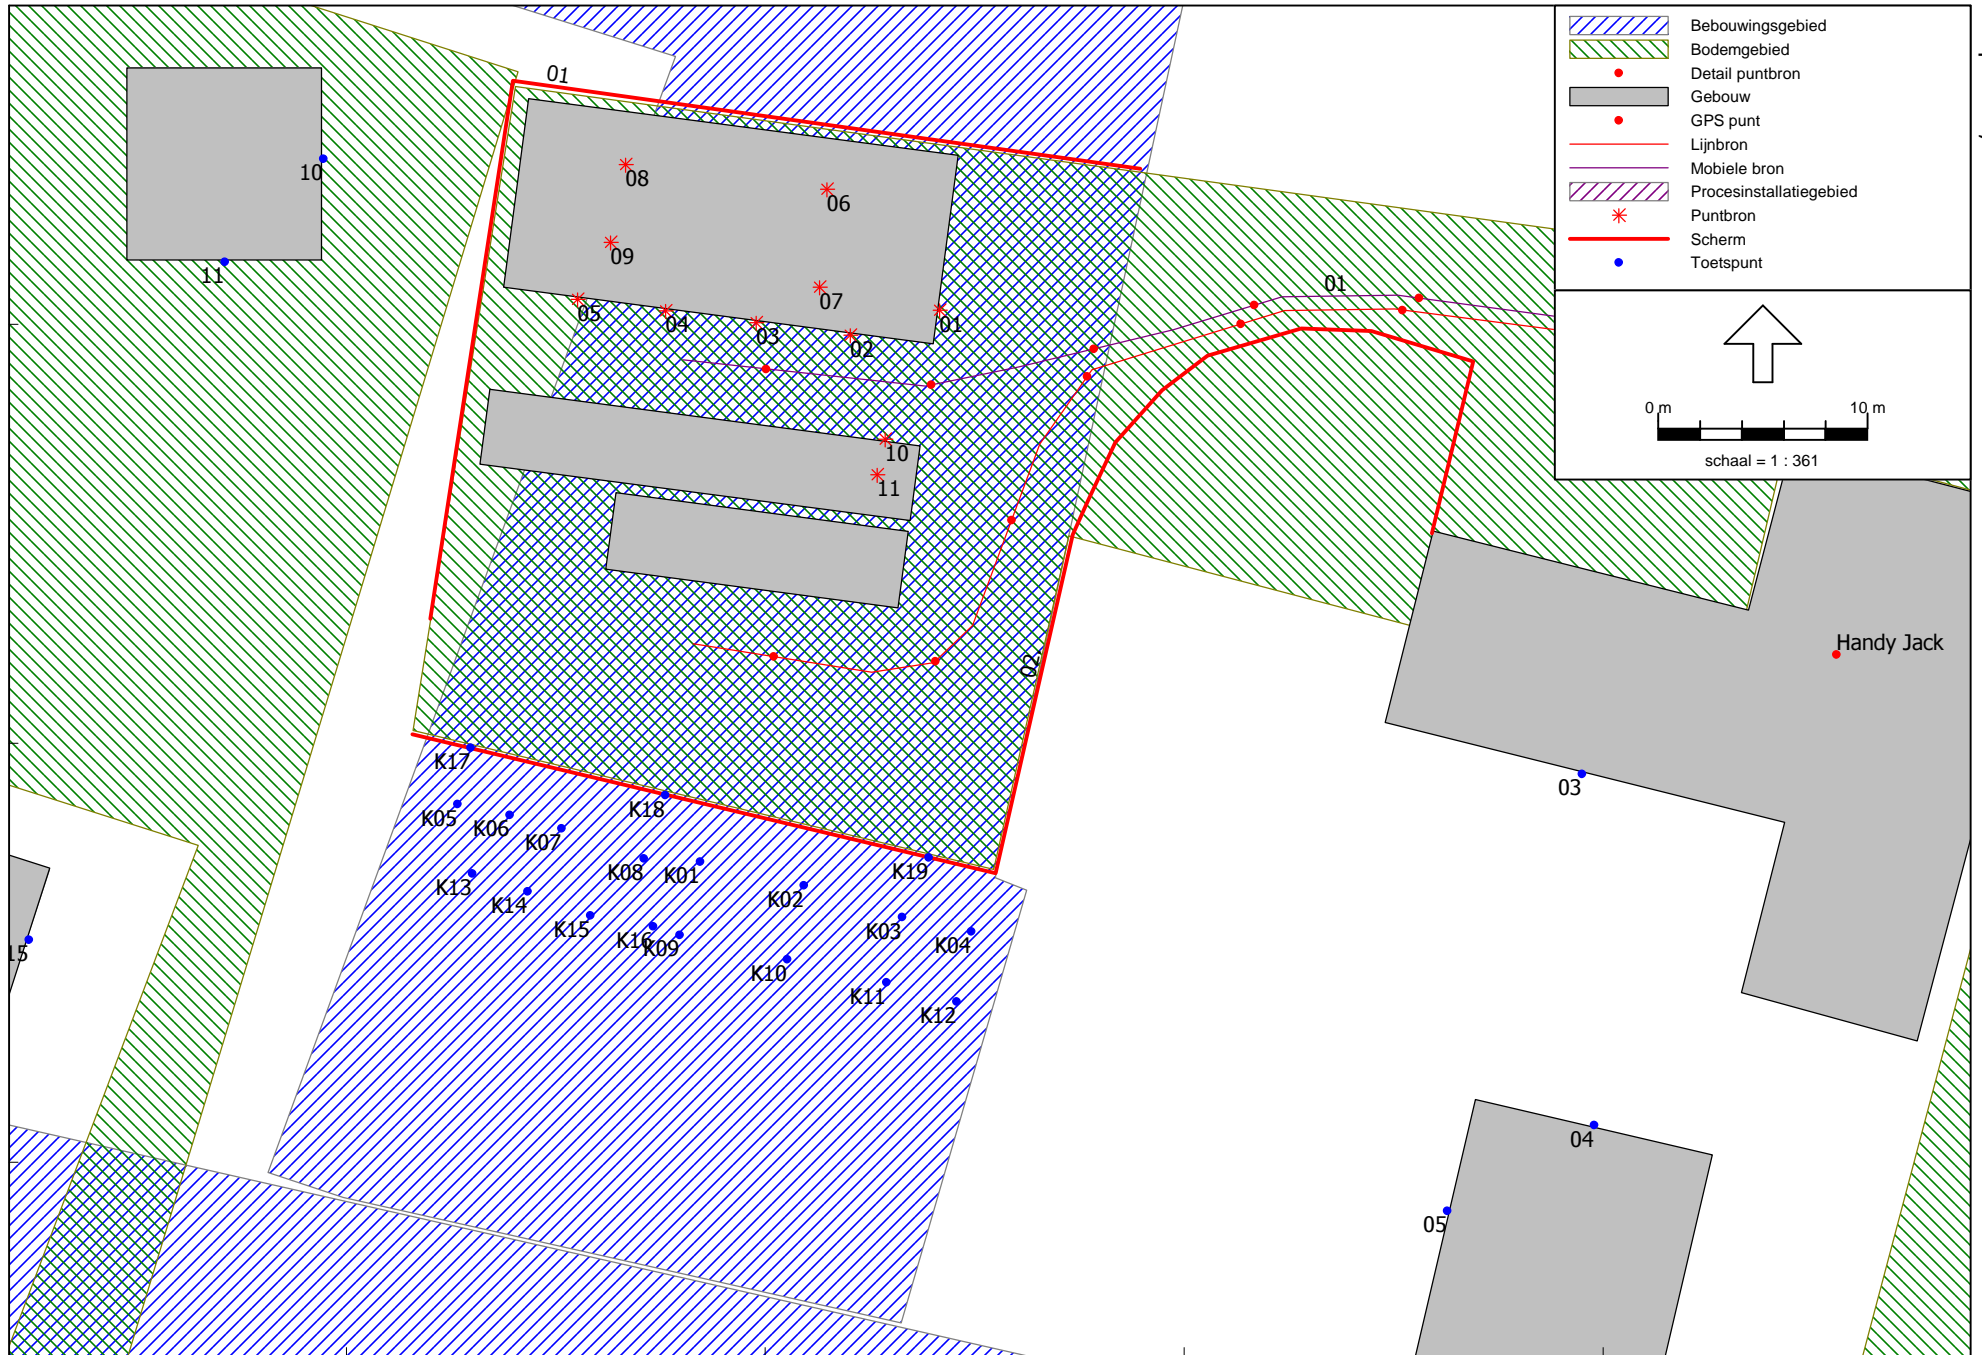 Bebouwingsgebied
Bodemgebied
Detail puntbron
Gebouw
GPS punt
Lijnbron
Mobiele bron
Procesinstallatiegebied
Puntbron
Scherm
Toetspunt
0 m 10 m
schaal = 1 : 361
01
10
08
06
11
09
07
01
05
04
03
02
01
10
11
Handy Jack
02
K17
03
K05
K06
K18
K07
K08
K01
K19
K13
K14
K02
K15
K16
K09
K03
K04
15
K10
K11
K12
04
05